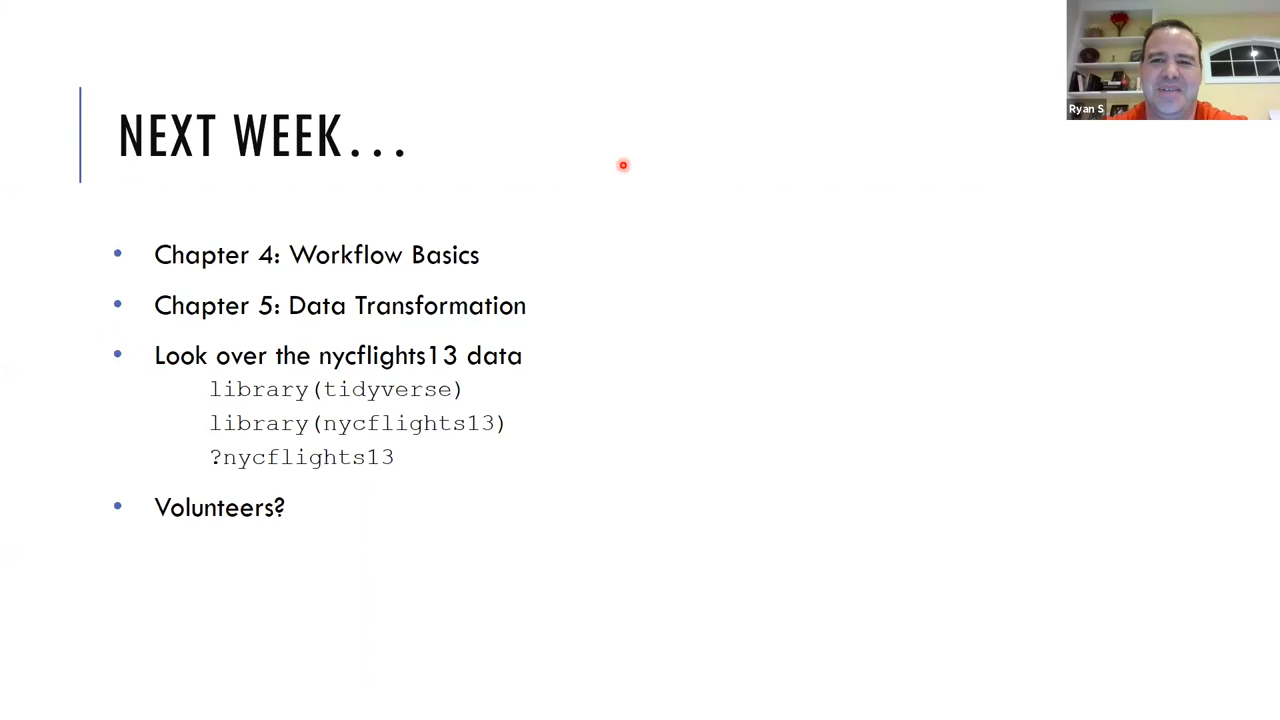 NEXT WEEK...
• Chapter 4: Workflow Basics
• Chapter 5: Data Transformation
• Look over the nycflights13 data
library(tidyverse)
library(nycflights13)
?nycflights13
• Volunteers?
Ryan S